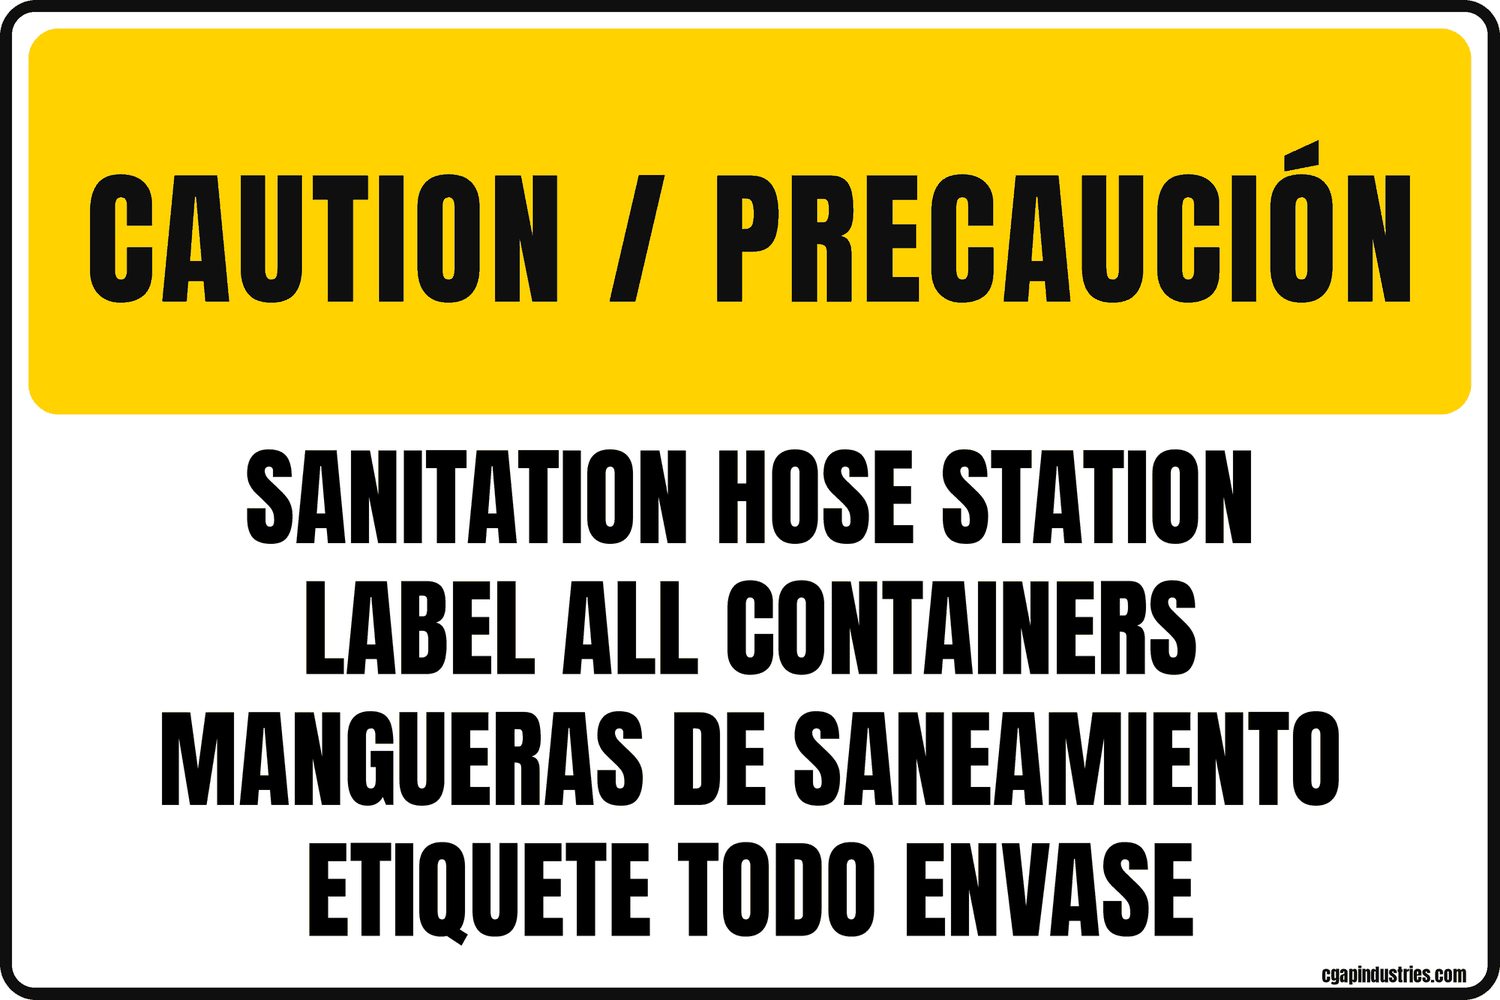 CAUTION / PRECAUCIÓN
SANITATION HOSE STATION
LABEL ALL CONTAINERS
MANGUERAS DE SANEAMIENTO
ETIQUETE TODO ENVASE
cgapindustries.com